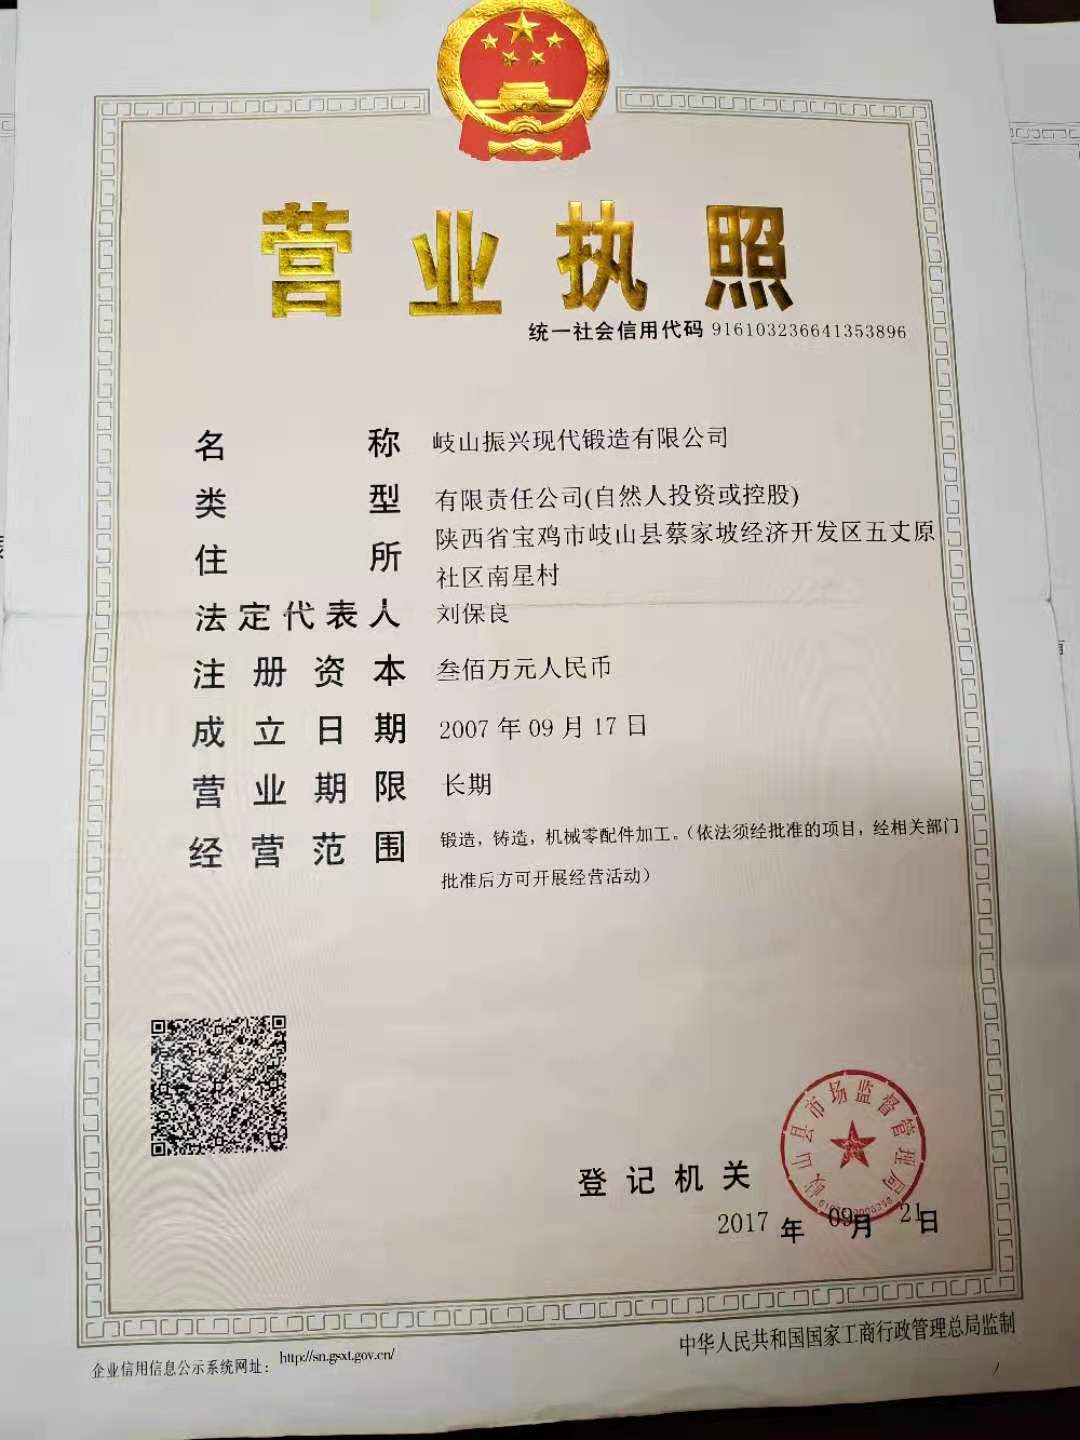 营业执照
统一社会信用代码 916103236641353896
名称 岐山振兴现代锻造有限公司
类型 有限责任公司(自然人投资或控股)
住所 陕西省宝鸡市岐山县蔡家坡经济开发区五丈原
社区南星村
法定代表人 刘保良
注册资本 叁佰万元人民币
成立日期 2007年09月17日
营业期限 长期
经营范围 锻造，铸造，机械零配件加工。（依法须经批准的项目，经相关部门
批准后方可开展经营活动）
岐山县市场监督管理局
登记机关
2017年09月21日
中华人民共和国国家工商行政管理总局监制
企业信用信息公示系统网址： http://sn.gsxt.gov.cn/